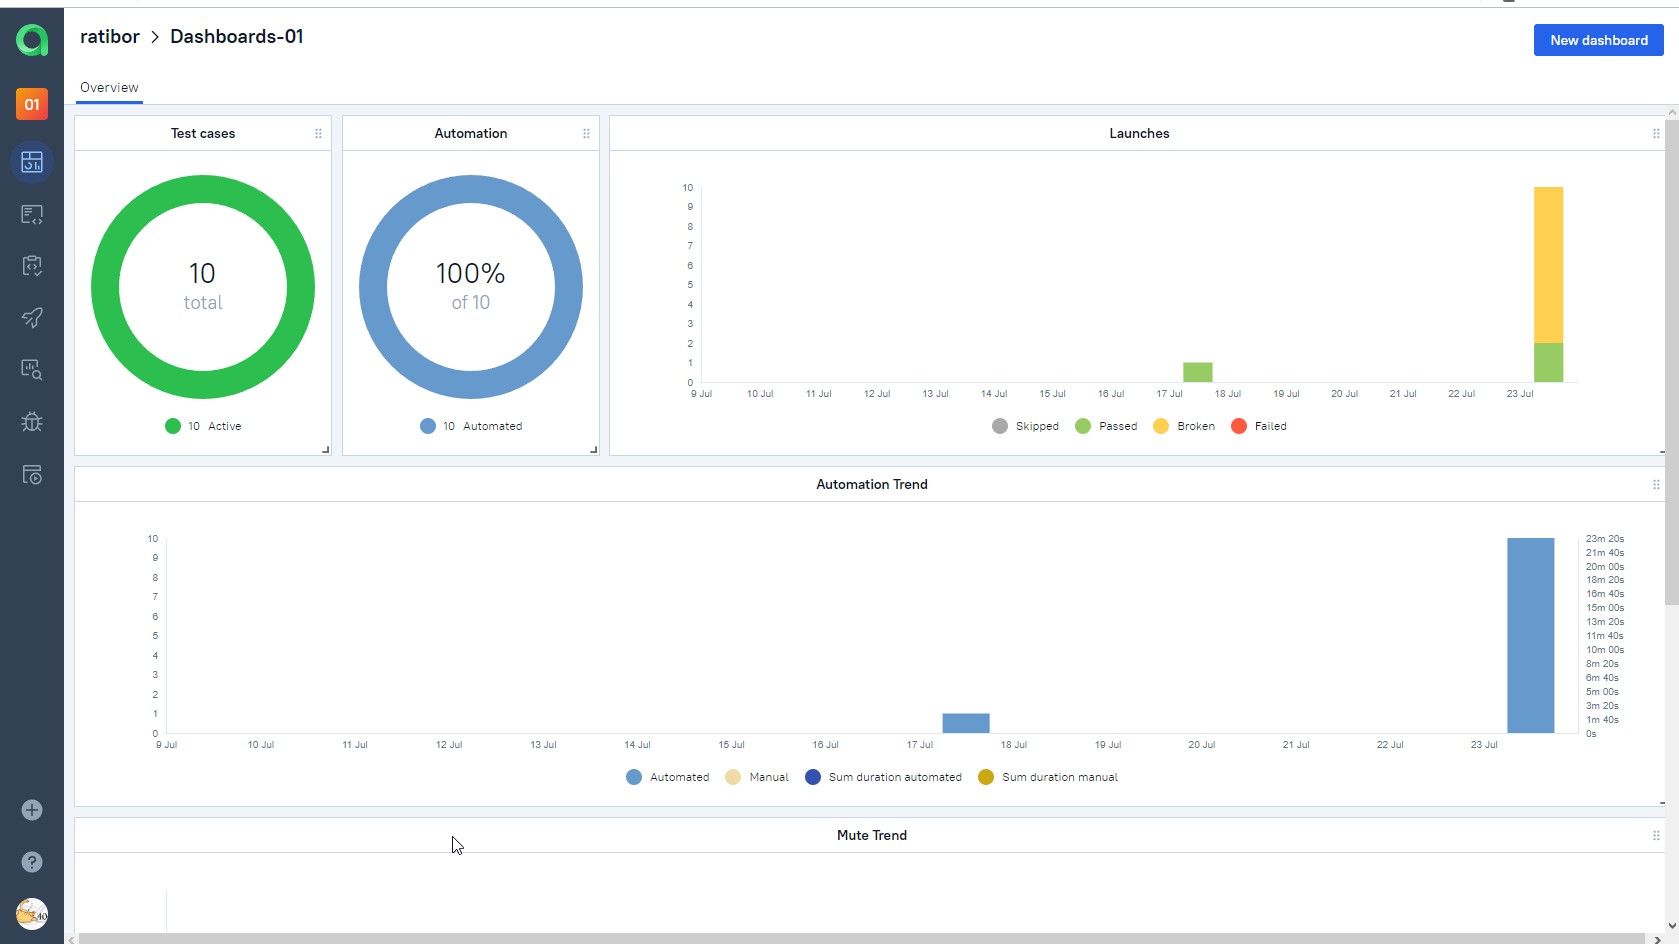 ratibor > Dashboards-01
New dashboard
01
Overview
Test cases
10
total
10 Active
Automation
100%
of 10
10 Automated
Launches
10
9
8
7
6
5
4
3
2
1
0
9 Jul 10 Jul 11 Jul 12 Jul 13 Jul 14 Jul 15 Jul 16 Jul 17 Jul 18 Jul 19 Jul 20 Jul 21 Jul 22 Jul 23 Jul
Skipped Passed Broken Failed
Automation Trend
10
9
8
7
6
5
4
3
2
1
0
23m 20s
21m 40s
20m 00s
18m 20s
16m 40s
15m 00s
13m 20s
11m 40s
10m 00s
8m 20s
6m 40s
5m 00s
3m 20s
1m 40s
0s
9 Jul 10 Jul 11 Jul 12 Jul 13 Jul 14 Jul 15 Jul 16 Jul 17 Jul 18 Jul 19 Jul 20 Jul 21 Jul 22 Jul 23 Jul
Automated Manual Sum duration automated Sum duration manual
Mute Trend